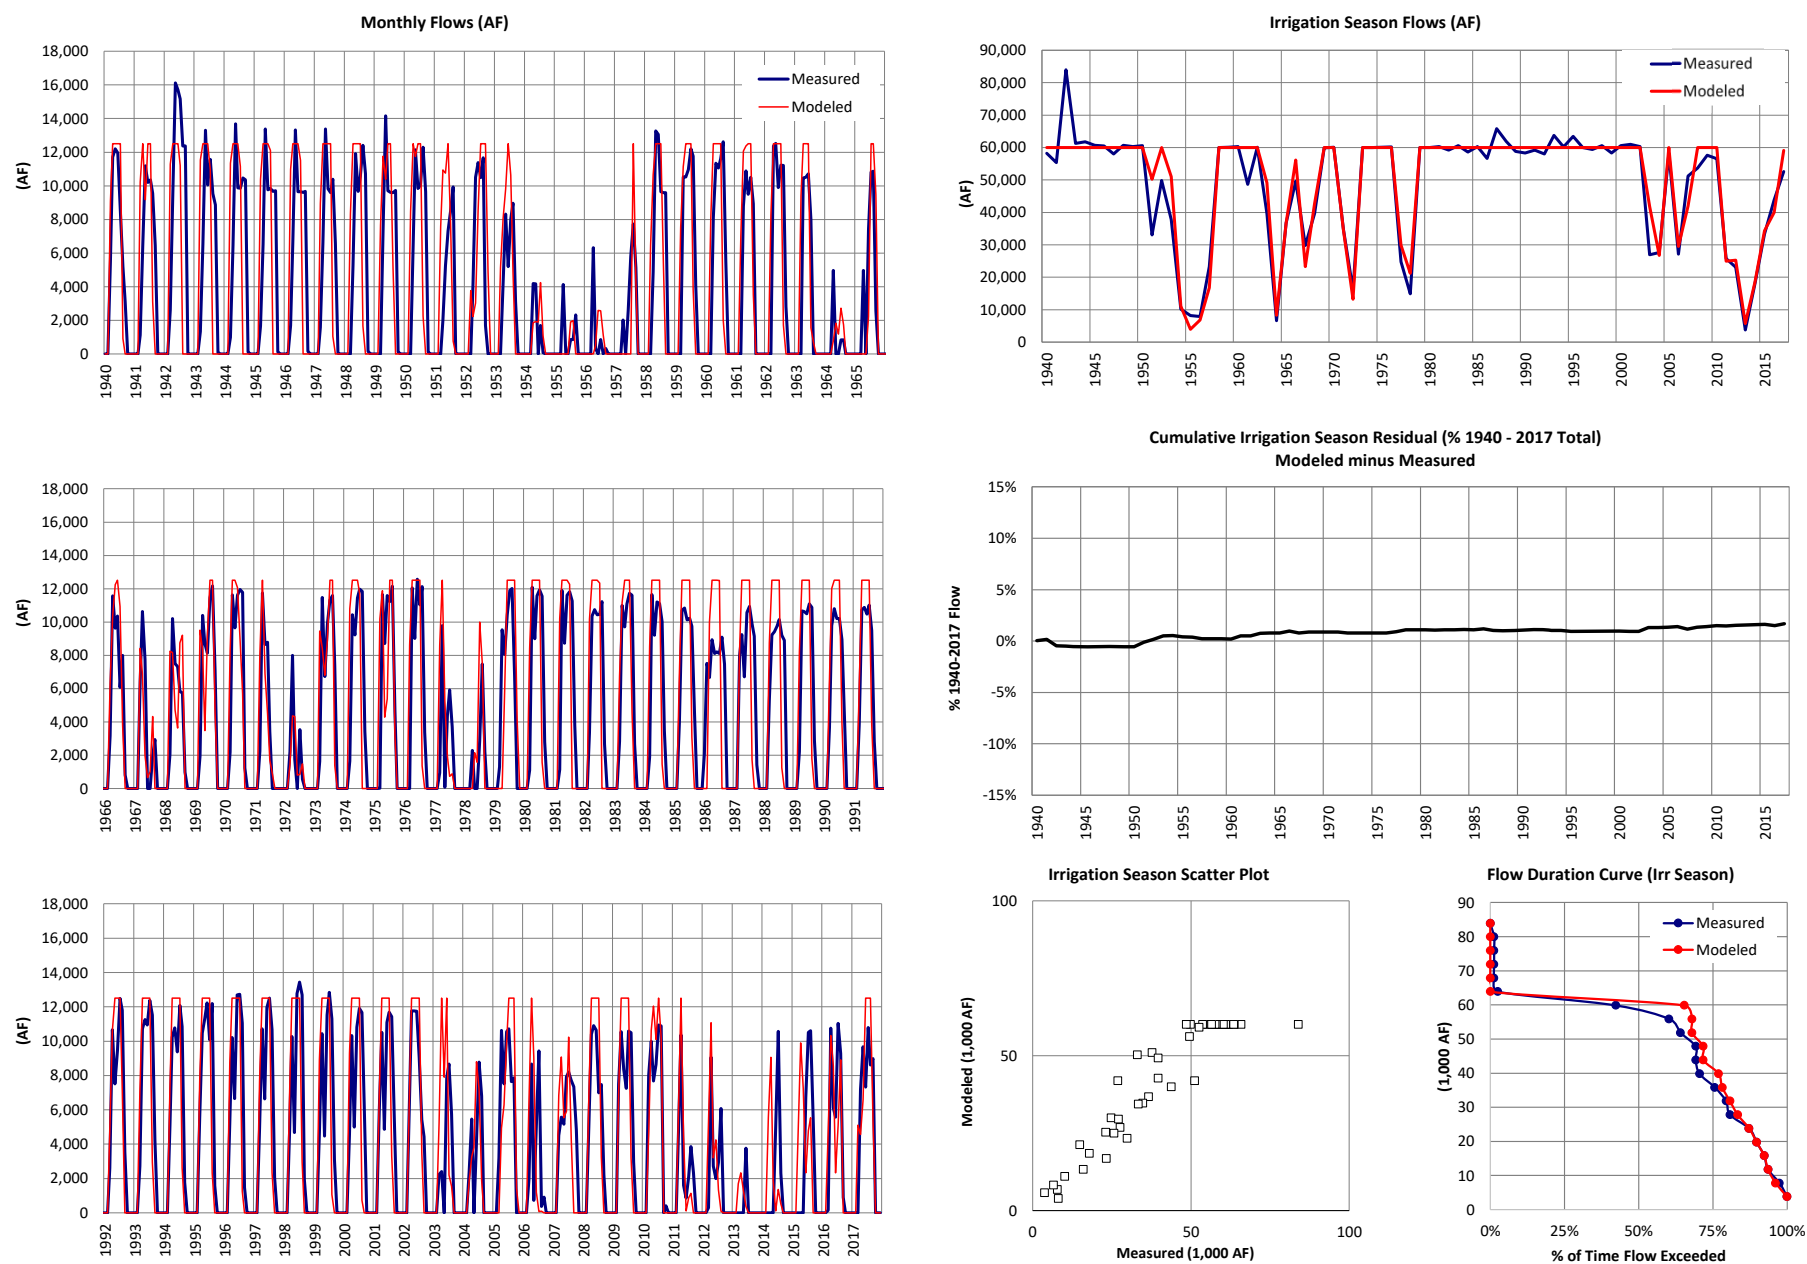 Monthly Flows (AF)
18,000
16,000
14,000
12,000
10,000
8,000
6,000
4,000
2,000
0
(AF)
Measured
Modeled
1940 1941 1942 1943 1944 1945 1946 1947 1948 1949 1950 1951 1952 1953 1954 1955 1956 1957 1958 1959 1960 1961 1962 1963 1964 1965
Irrigation Season Flows (AF)
90,000
80,000
70,000
60,000
50,000
40,000
30,000
20,000
10,000
0
(AF)
Measured
Modeled
1940 1945 1950 1955 1960 1965 1970 1975 1980 1985 1990 1995 2000 2005 2010 2015
18,000
16,000
14,000
12,000
10,000
8,000
6,000
4,000
2,000
0
(AF)
1966 1967 1968 1969 1970 1971 1972 1973 1974 1975 1976 1977 1978 1979 1980 1981 1982 1983 1984 1985 1986 1987 1988 1989 1990 1991
Cumulative Irrigation Season Residual (% 1940 - 2017 Total)
Modeled minus Measured
15%
10%
5%
0%
-5%
-10%
-15%
% 1940-2017 Flow
1940 1945 1950 1955 1960 1965 1970 1975 1980 1985 1990 1995 2000 2005 2010 2015
18,000
16,000
14,000
12,000
10,000
8,000
6,000
4,000
2,000
0
(AF)
1992 1993 1994 1995 1996 1997 1998 1999 2000 2001 2002 2003 2004 2005 2006 2007 2008 2009 2010 2011 2012 2013 2014 2015 2016 2017
Irrigation Season Scatter Plot
100
50
0
Modeled (1,000 AF)
0 50 100
Measured (1,000 AF)
Flow Duration Curve (Irr Season)
90
80
70
60
50
40
30
20
10
0
(1,000 AF)
Measured
Modeled
0% 25% 50% 75% 100%
% of Time Flow Exceeded